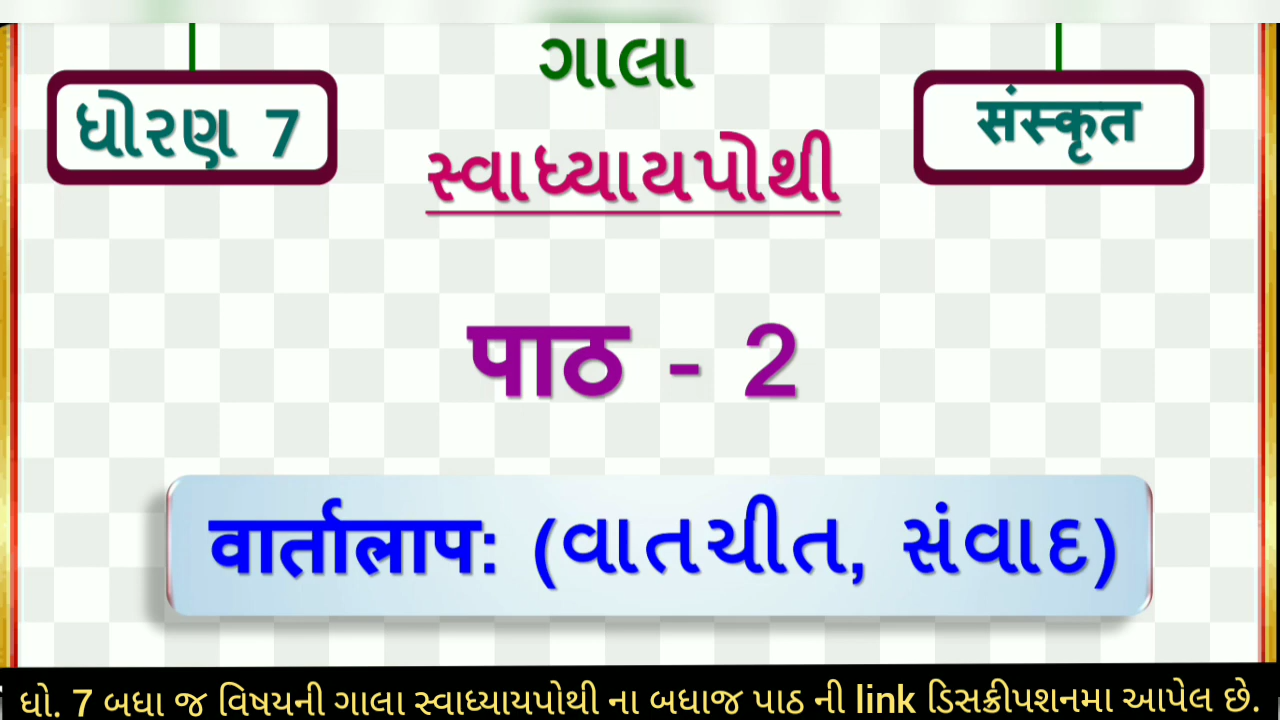 ગાલા
ધોરણ 7
સ્વાધ્યાયપોથી
संस्कृत
पाठ - 2
वार्तालाप: (વાતચીત, સંવાદ)
ધો. 7 બધા જ વિષયની ગાલા સ્વાધ્યાયપોથી ના બધાજ પાઠ ની link ડિસક્રીપશનમા આપેલ છે.